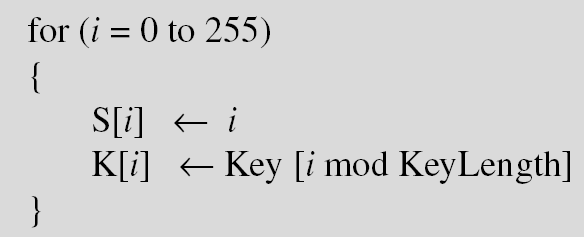 for (i = 0 to 255)
{
S[i] ← i
K[i] ← Key [i mod KeyLength]
}